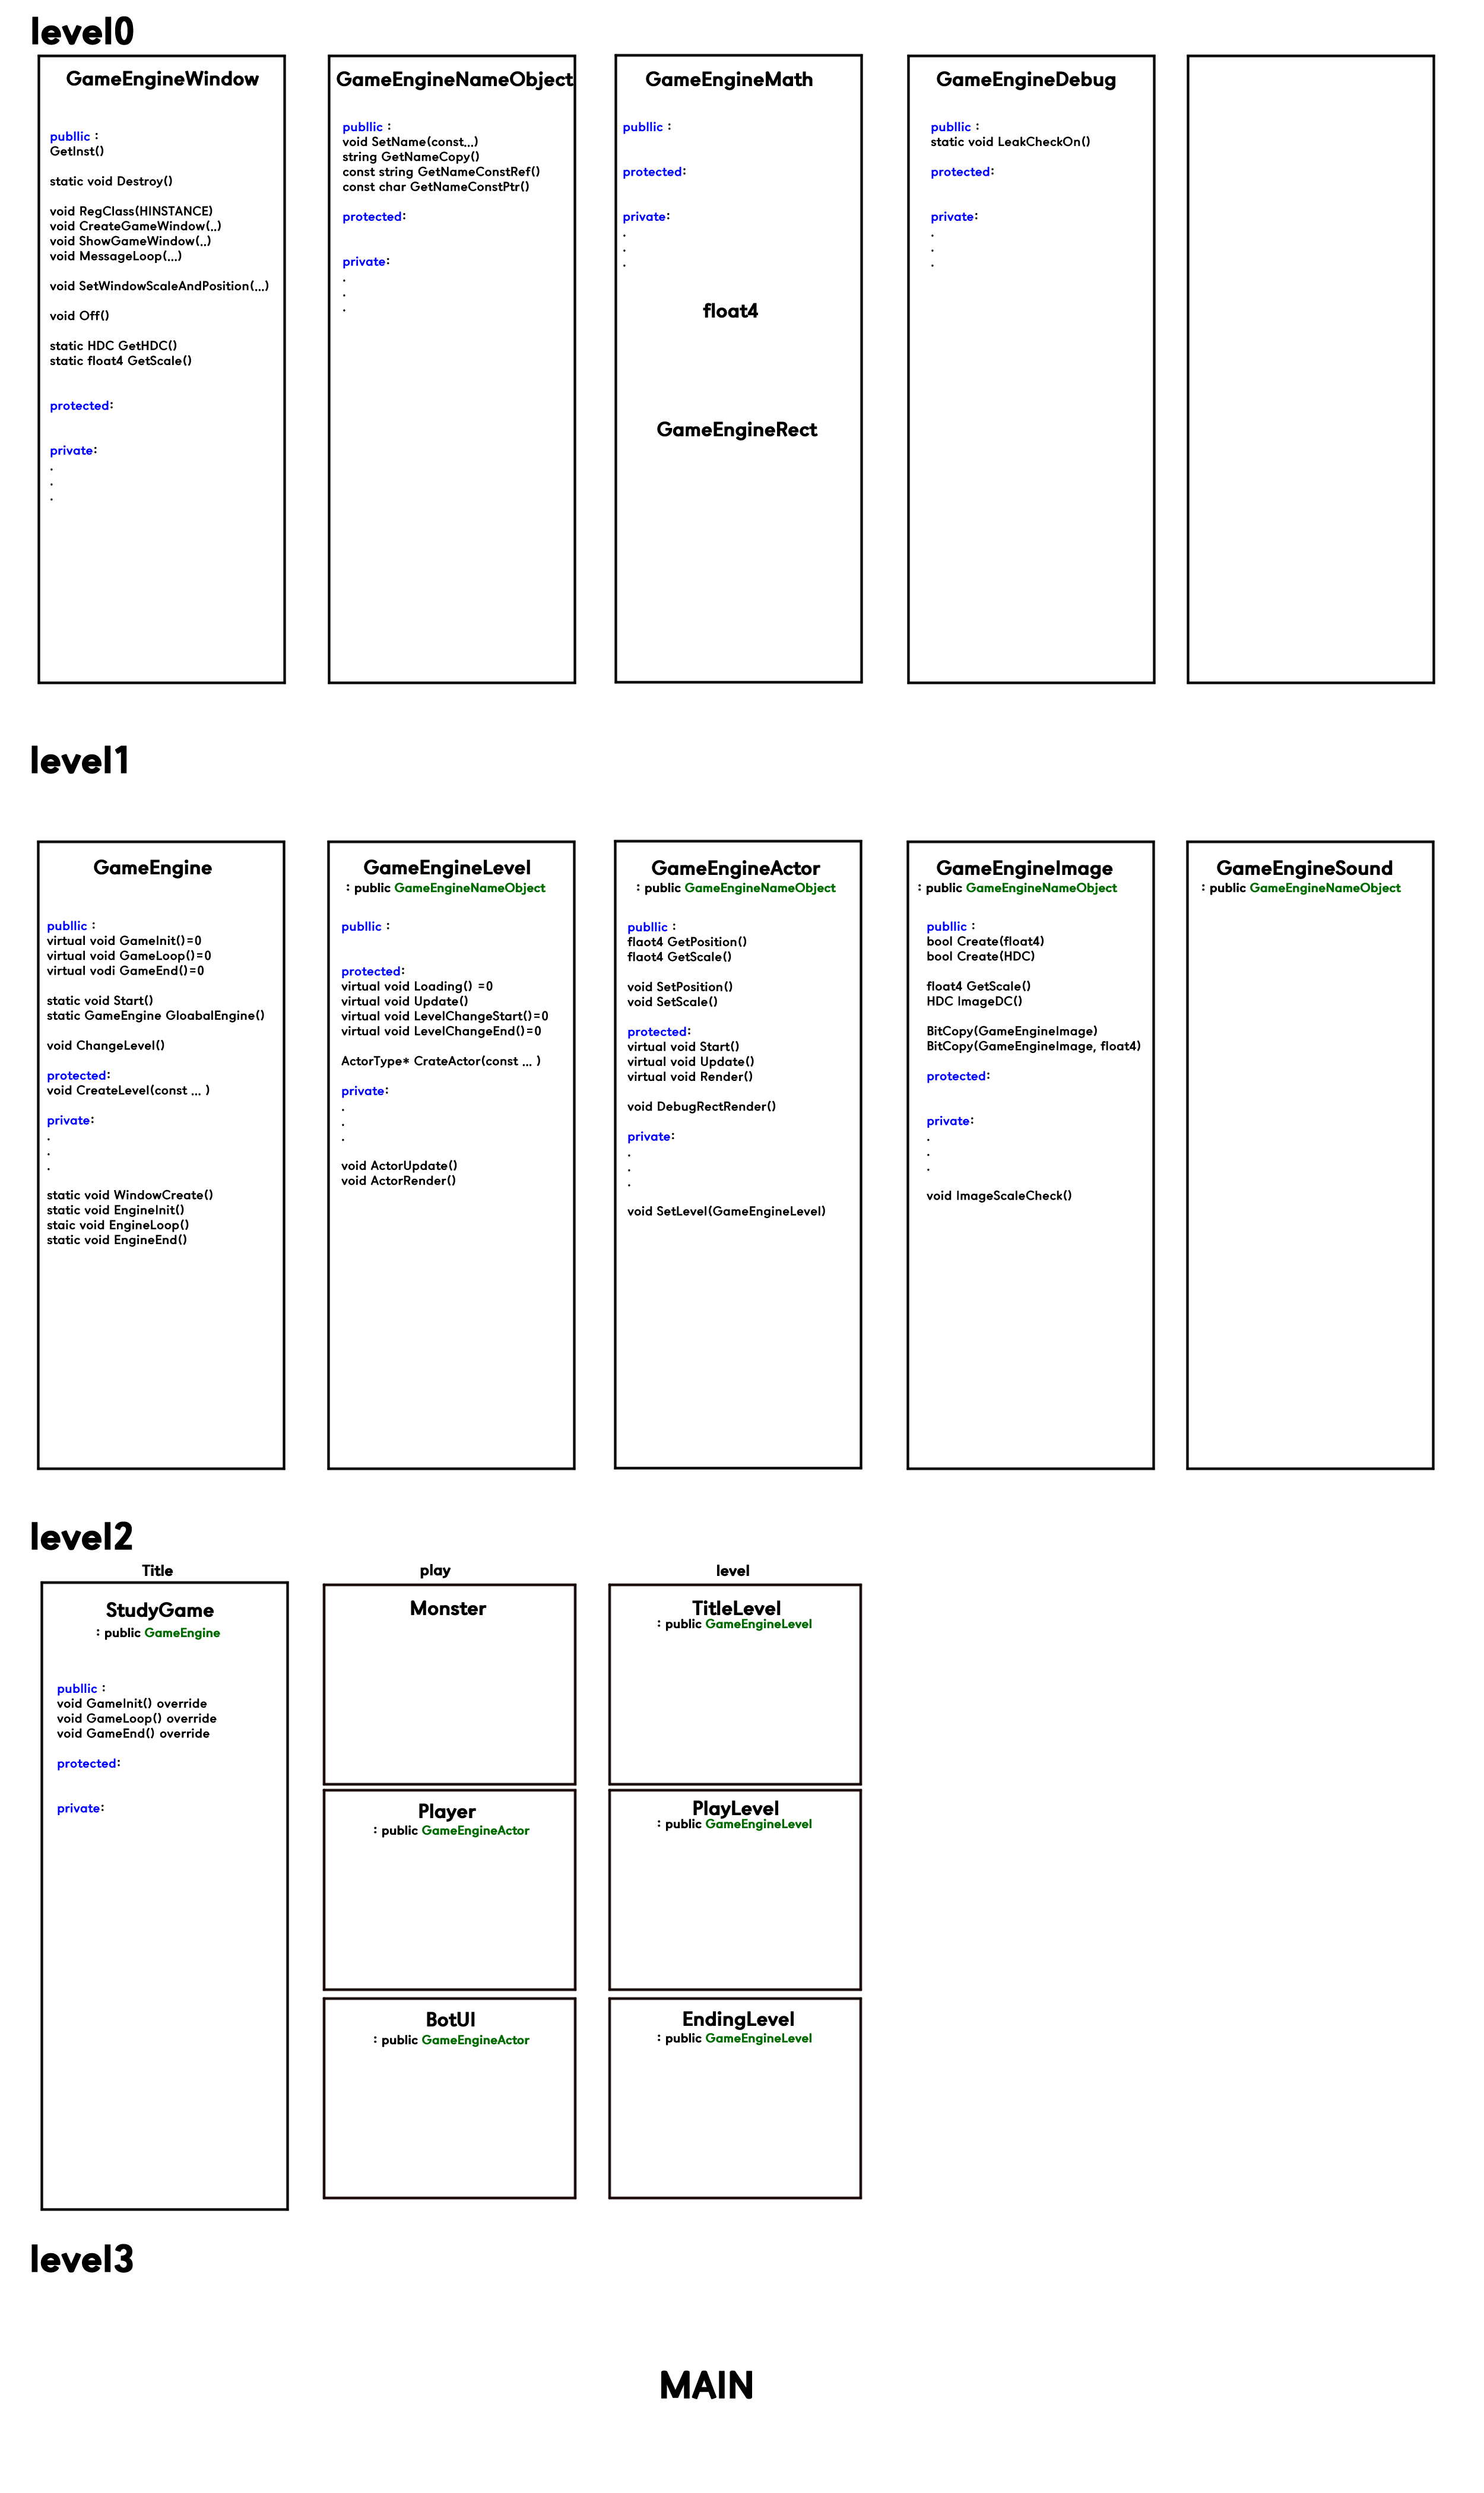 level0
GameEngineWindow
publlic :
GetInst()
static void Destroy()
void RegClass(HINSTANCE)
void CreateGameWindow(..)
void ShowGameWindow(..)
void MessageLoop(...)
void SetWindowScaleAndPosition(...)
void Off()
static HDC GetHDC()
static float4 GetScale()
protected:
private:
.
.
.
GameEngineNameObject
publlic :
void SetName(const...)
string GetNameCopy()
const string GetNameConstRef()
const char GetNameConstPtr()
protected:
private:
.
.
.
GameEngineMath
publlic :
protected:
private:
.
.
.
float4
GameEngineRect
GameEngineDebug
publlic :
static void LeakCheckOn()
protected:
private:
.
.
.
level1
GameEngine
publlic :
virtual void GameInit()=0
virtual void GameLoop()=0
virtual vodi GameEnd()=0
static void Start()
static GameEngine GloabalEngine()
void ChangeLevel()
protected:
void CreateLevel(const ... )
private:
.
.
.
static void WindowCreate()
static void EngineInit()
staic void EngineLoop()
static void EngineEnd()
GameEngineLevel
: public GameEngineNameObject
publlic :
protected:
virtual void Loading() =0
virtual void Update()
virtual void LevelChangeStart()=0
virtual void LevelChangeEnd()=0
ActorType* CrateActor(const ... )
private:
.
.
.
void ActorUpdate()
void ActorRender()
GameEngineActor
: public GameEngineNameObject
publlic :
flaot4 GetPosition()
flaot4 GetScale()
void SetPosition()
void SetScale()
protected:
virtual void Start()
virtual void Update()
virtual void Render()
void DebugRectRender()
private:
.
.
.
void SetLevel(GameEngineLevel)
GameEngineImage
: public GameEngineNameObject
publlic :
bool Create(float4)
bool Create(HDC)
float4 GetScale()
HDC ImageDC()
BitCopy(GameEngineImage)
BitCopy(GameEngineImage, float4)
protected:
private:
.
.
.
void ImageScaleCheck()
GameEngineSound
: public GameEngineNameObject
level2
Title
StudyGame
: public GameEngine
publlic :
void GameInit() override
void GameLoop() override
void GameEnd() override
protected:
private:
play
Monster
Player
: public GameEngineActor
BotUI
: public GameEngineActor
level
TitleLevel
: public GameEngineLevel
PlayLevel
: public GameEngineLevel
EndingLevel
: public GameEngineLevel
level3
MAIN